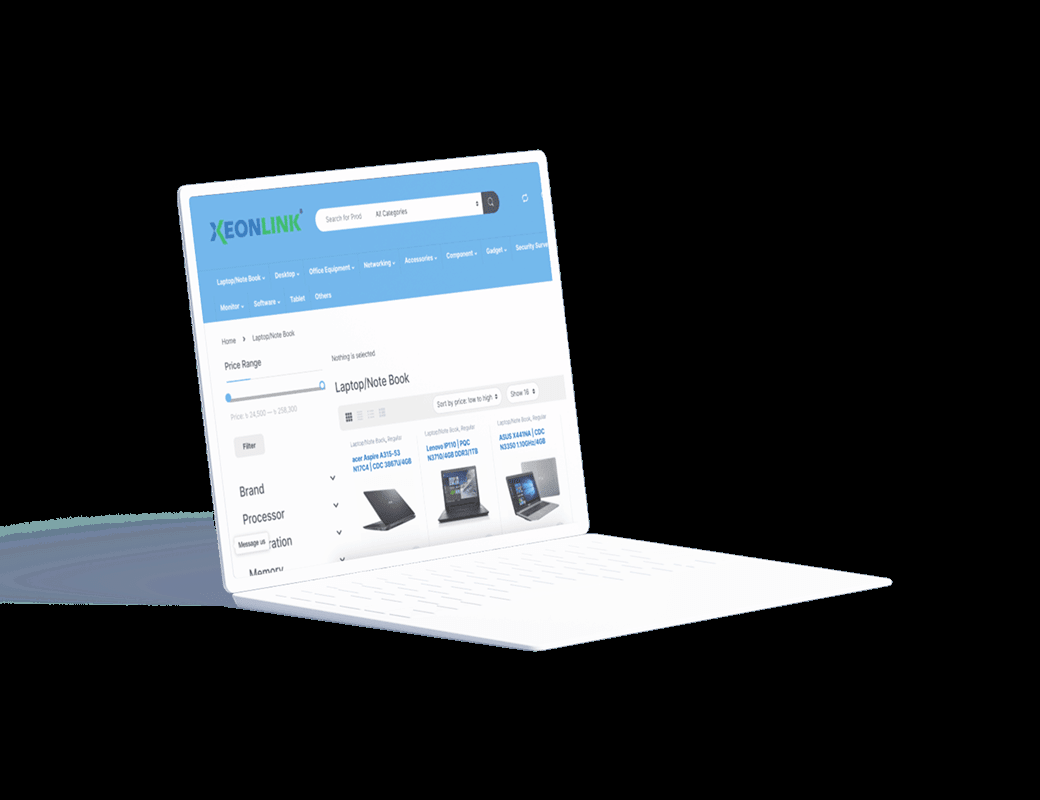 XEONLINK
Search for Prod All Categories
Laptop/Note Book Desktop Office Equipment Networking Accessories Component Gadget Security Surve
Monitor Software Tablet Others
Home > Laptop/Note Book
Price Range
Nothing is selected
Laptop/Note Book
Price: ৳ 24,500 — ৳ 258,300
Sort by price: low to high Show 16
Filter
Laptop/Note Book, Regular
acer Aspire A315-53
N17C4 | CDC 3867U/4GB
Laptop/Note Book, Regular
Lenovo IP110 | PQC
N3710/4GB DDR3/1TB
Laptop/Note Book, Regular
ASUS X441NA | CDC
N3350 1.10GHz/4GB
Brand
Processor
Message us
ration
Memory